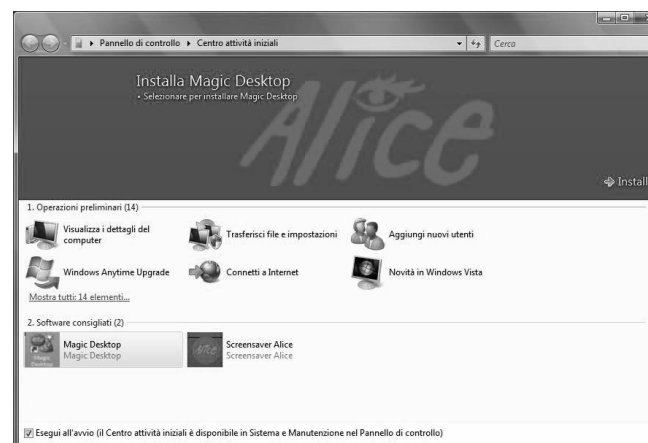 Pannello di controllo ▸ Centro attività iniziali
Cerca
Installa Magic Desktop
• Selezionare per installare Magic Desktop
Alice
Install
1. Operazioni preliminari (14)
Visualizza i dettagli del
computer
Trasferisci file e impostazioni
Aggiungi nuovi utenti
Windows Anytime Upgrade
Connetti a Internet
Novità in Windows Vista
Mostra tutti: 14 elementi...
2. Software consigliati (2)
Magic
Desktop
Magic Desktop
Magic Desktop
Alice
Screensaver Alice
Screensaver Alice
Esegui all'avvio (il Centro attività iniziali è disponibile in Sistema e Manutenzione nel Pannello di controllo)